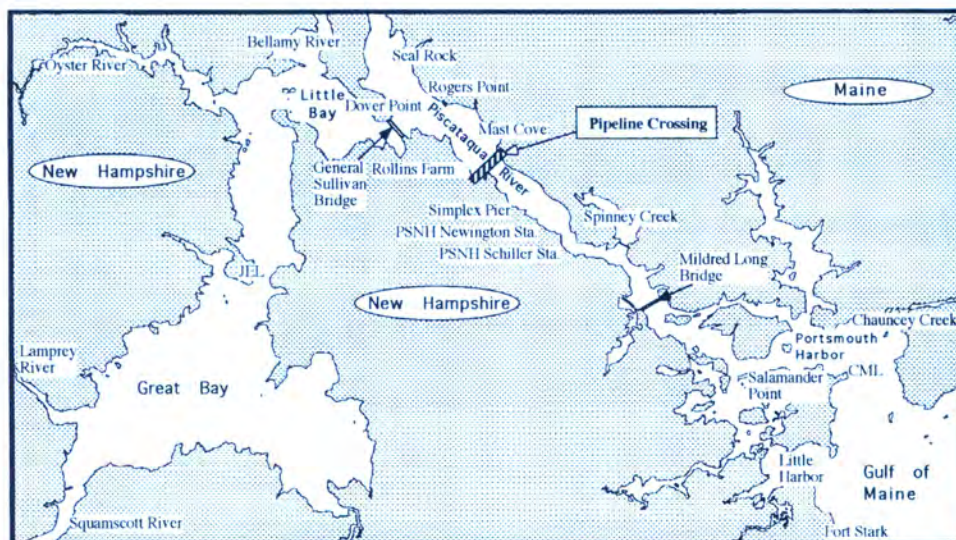 Bellamy River
Seal Rock
Oyster River
Rogers Point
Maine
Little
Bay
Dover Point
Piscataqua
River
Mast Cove
Pipeline Crossing
New Hampshire
General
Sullivan
Bridge
Rollins Farm
Simplex Pier
Spinney Creek
PSNH Newington Sta.
PSNH Schiller Sta.
Mildred Long
Bridge
JEL
New Hampshire
Chauncey Creek
Portsmouth
Harbor
Lamprey
River
Great Bay
Salamander
Point
CML
Little
Harbor
Gulf of
Maine
Squamscott River
Fort Stark